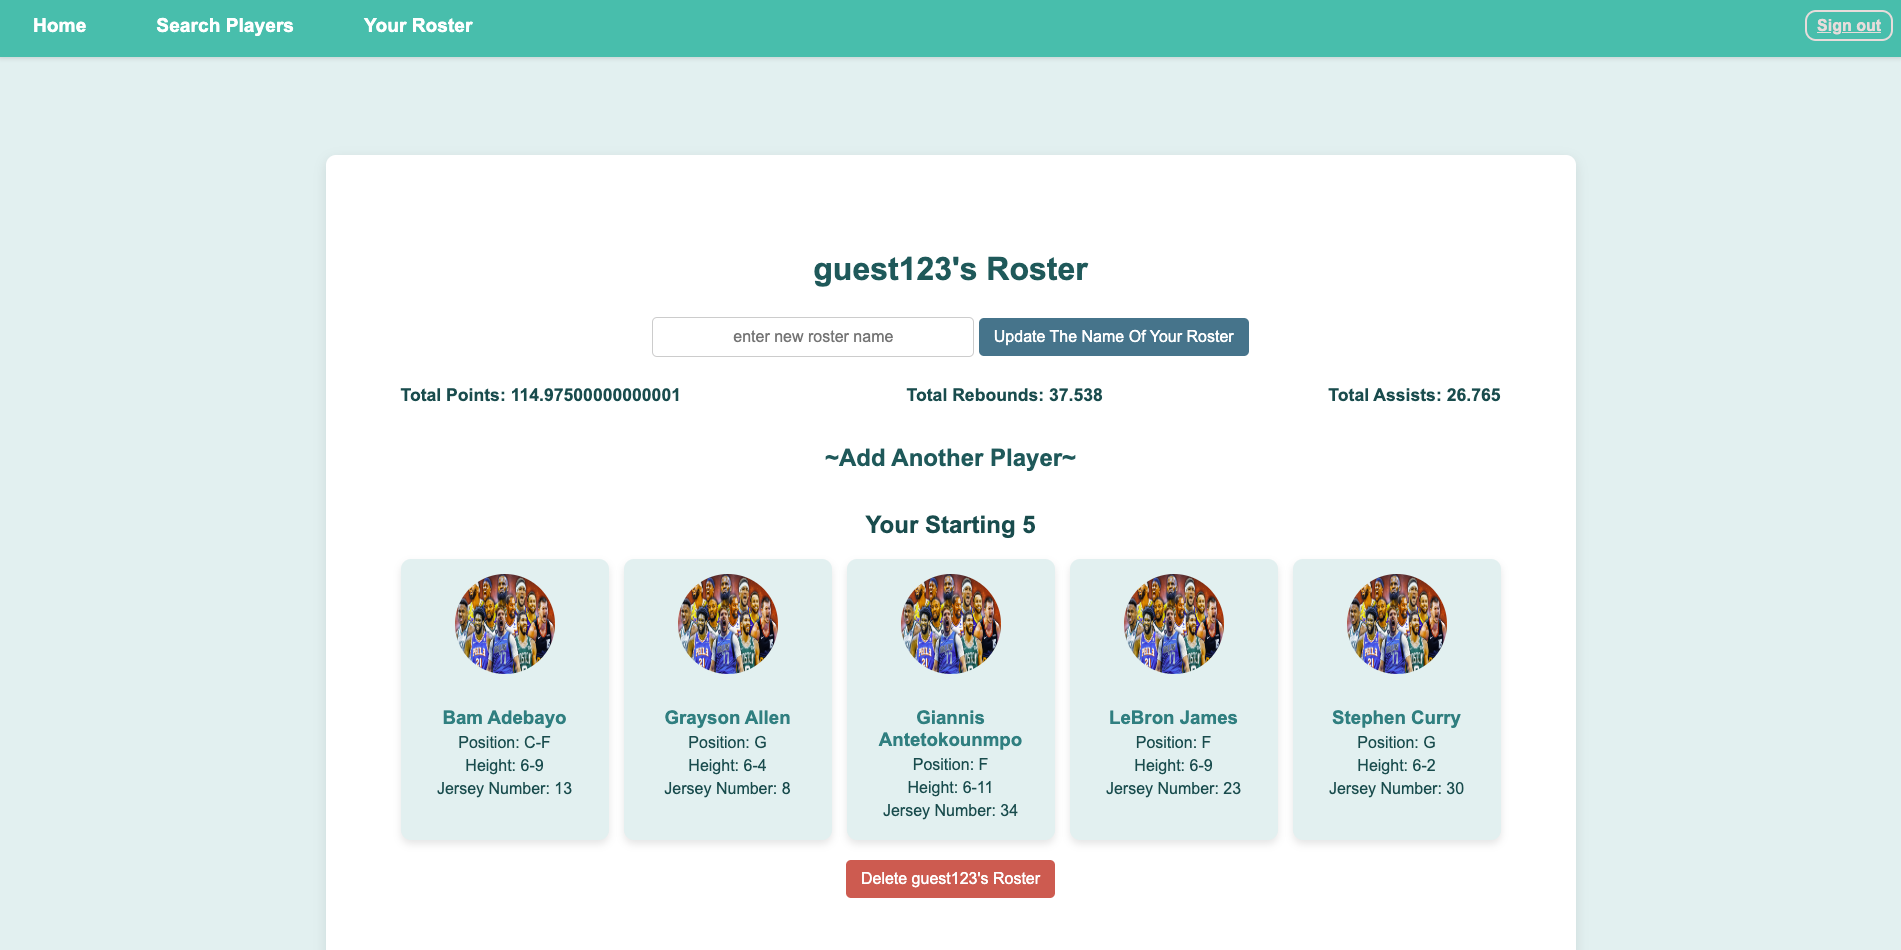 Home Search Players Your Roster Sign out
guest123's Roster
enter new roster name Update The Name Of Your Roster
Total Points: 114.97500000000001 Total Rebounds: 37.538 Total Assists: 26.765
~Add Another Player~
Your Starting 5
Bam Adebayo
Position: C-F
Height: 6-9
Jersey Number: 13
Grayson Allen
Position: G
Height: 6-4
Jersey Number: 8
Giannis
Antetokounmpo
Position: F
Height: 6-11
Jersey Number: 34
LeBron James
Position: F
Height: 6-9
Jersey Number: 23
Stephen Curry
Position: G
Height: 6-2
Jersey Number: 30
Delete guest123's Roster